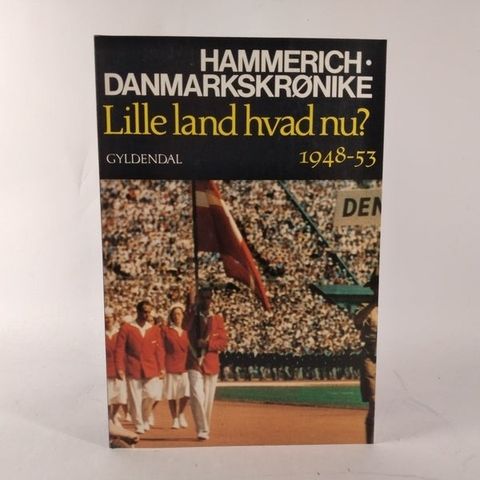 HAMMERICH·
DANMARKSKRØNIKE
Lille land hvad nu?
GYLDENDAL 1948-53
DEN